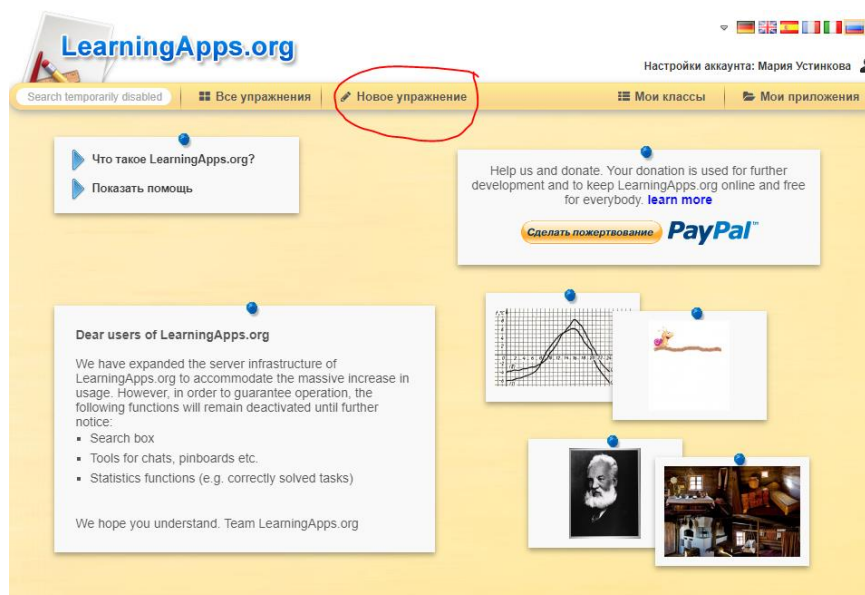 LearningApps.org
Настройки аккаунта: Мария Устинкова
Search temporarily disabled
Все упражнения
Новое упражнение
Мои классы
Мои приложения
Что такое LearningApps.org?
Показать помощь
Help us and donate. Your donation is used for further
development and to keep LearningApps.org online and free
for everybody. learn more
Сделать пожертвование PayPal™
Dear users of LearningApps.org
We have expanded the server infrastructure of
LearningApps.org to accommodate the massive increase in
usage. However, in order to guarantee operation, the
following functions will remain deactivated until further
notice:
Search box
Tools for chats, pinboards etc.
Statistics functions (e.g. correctly solved tasks)
We hope you understand. Team LearningApps.org